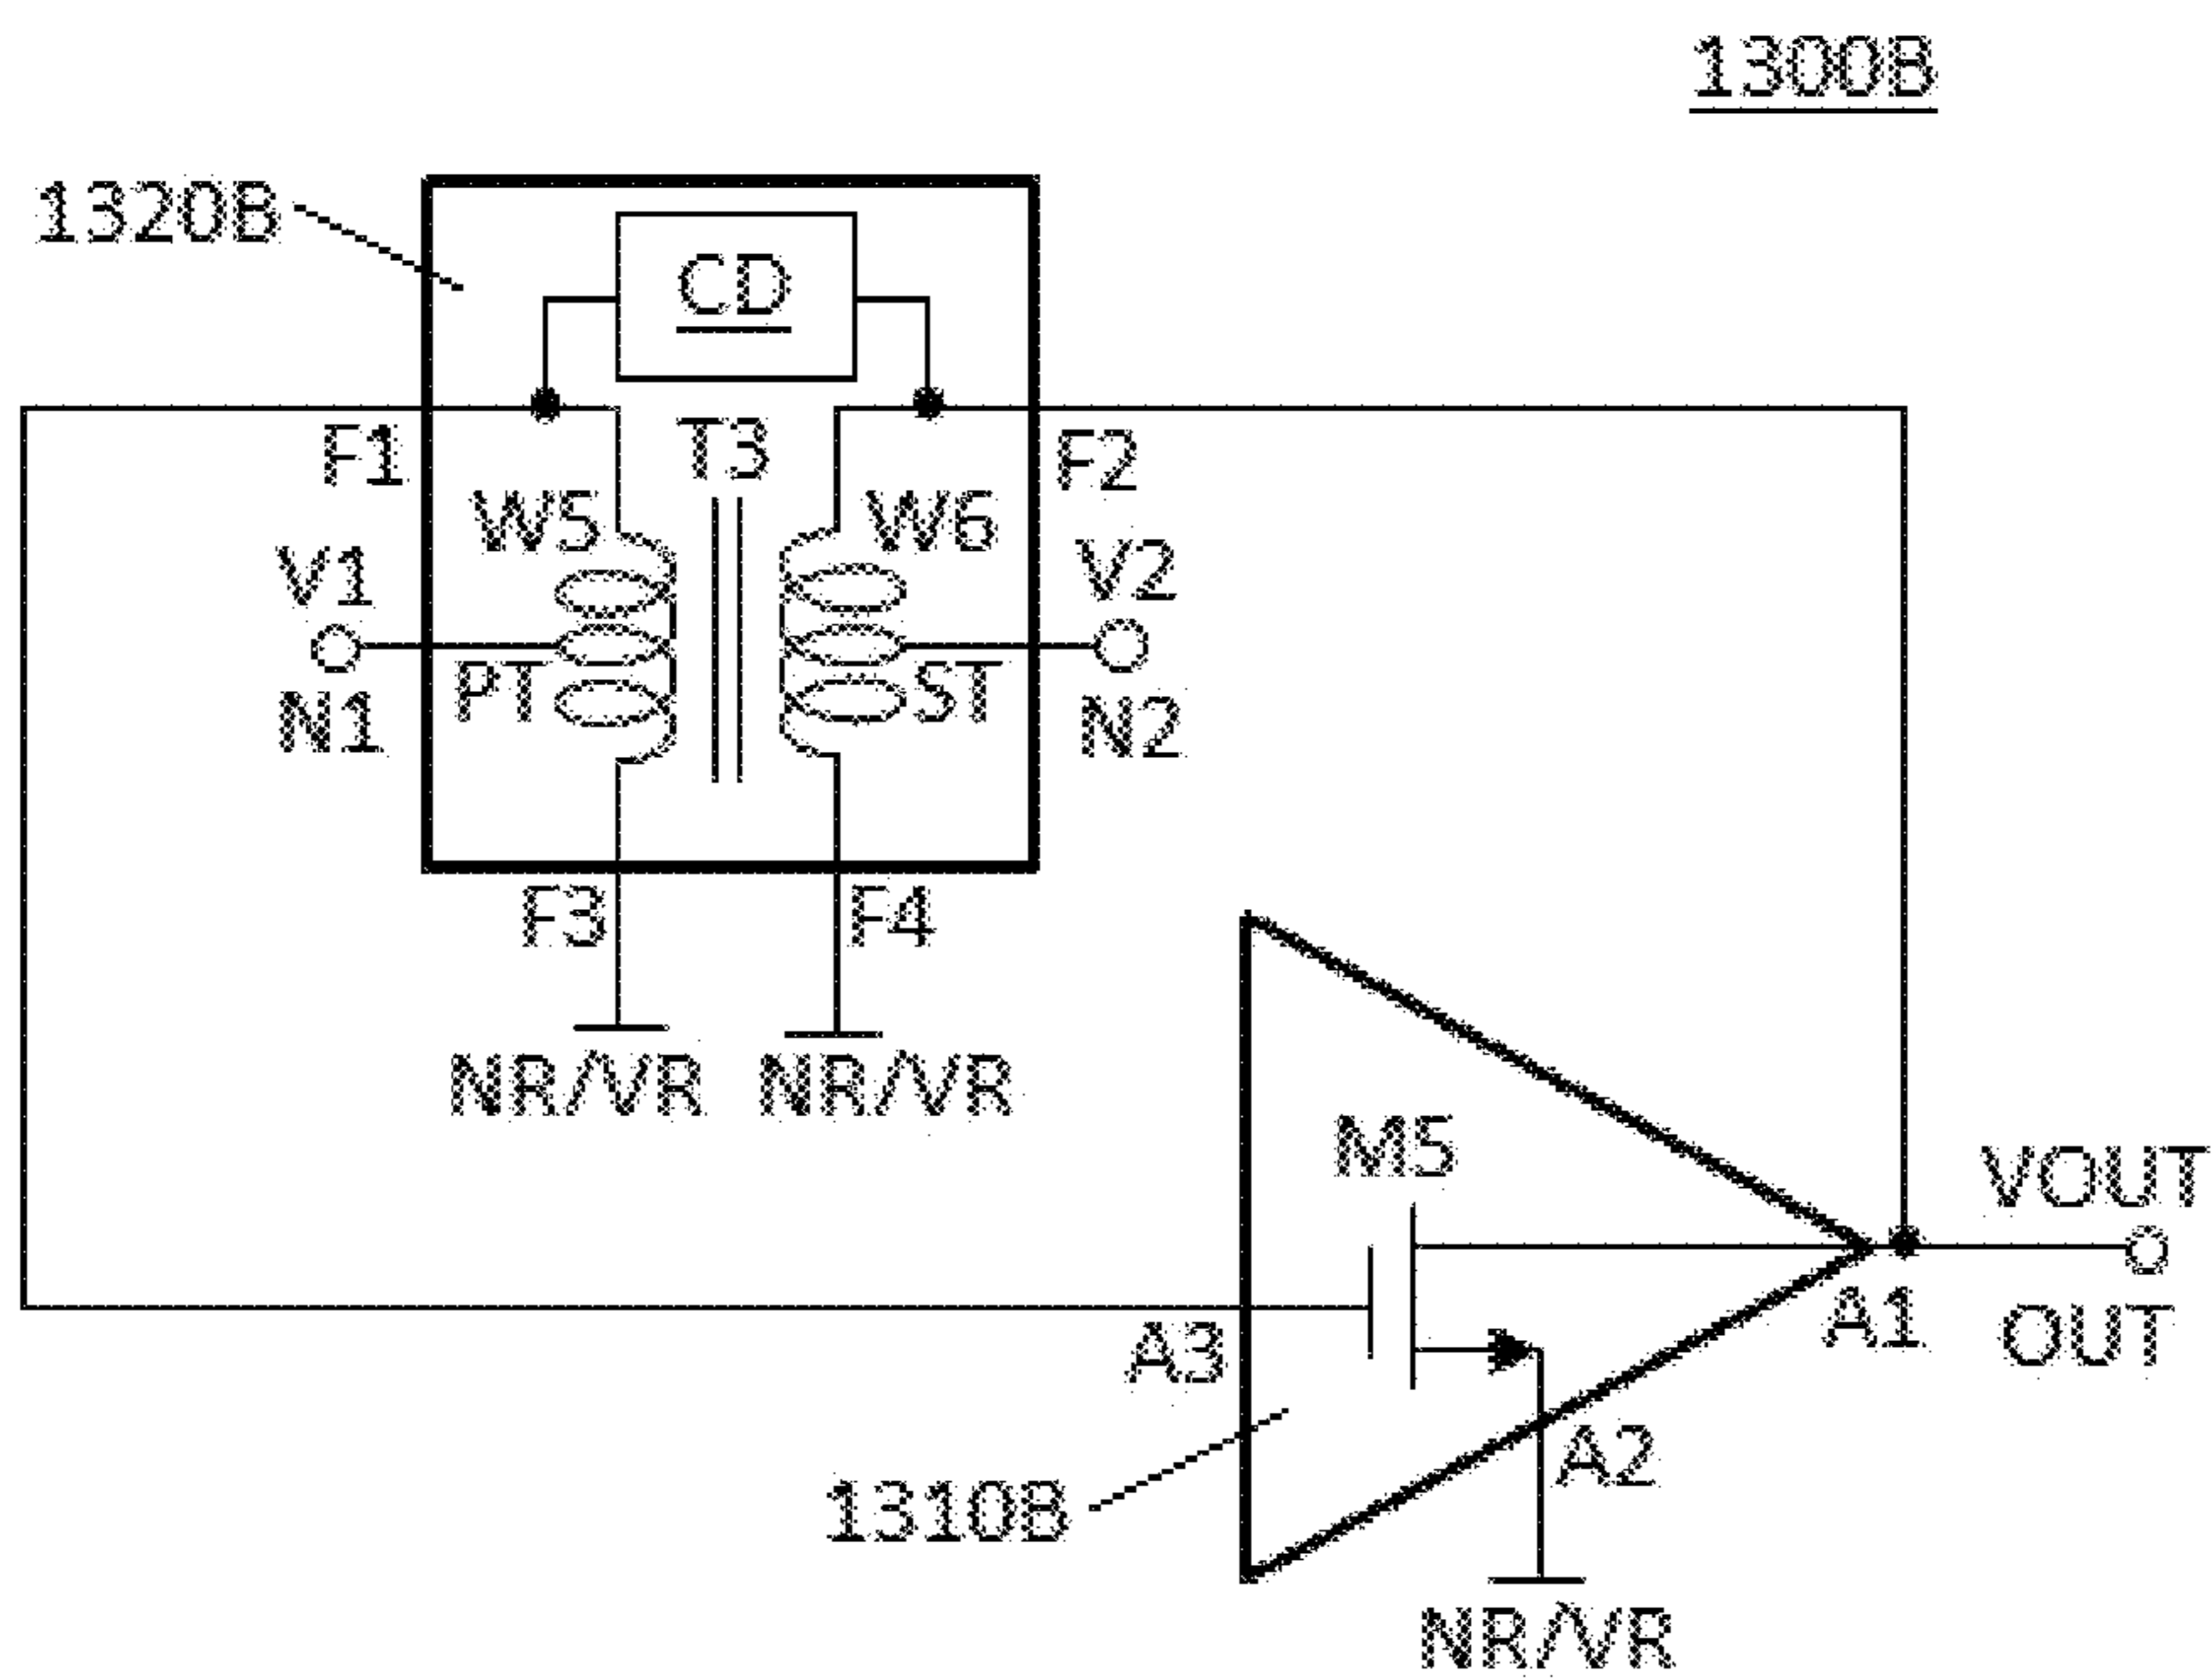 1300B
1320B
CD
F1
T3
F2
W5
W6
V1
V2
PT
ST
N1
N2
F3
F4
NR/VR
NR/VR
M5
VOUT
A1
A3
OUT
A2
1310B
NR/VR